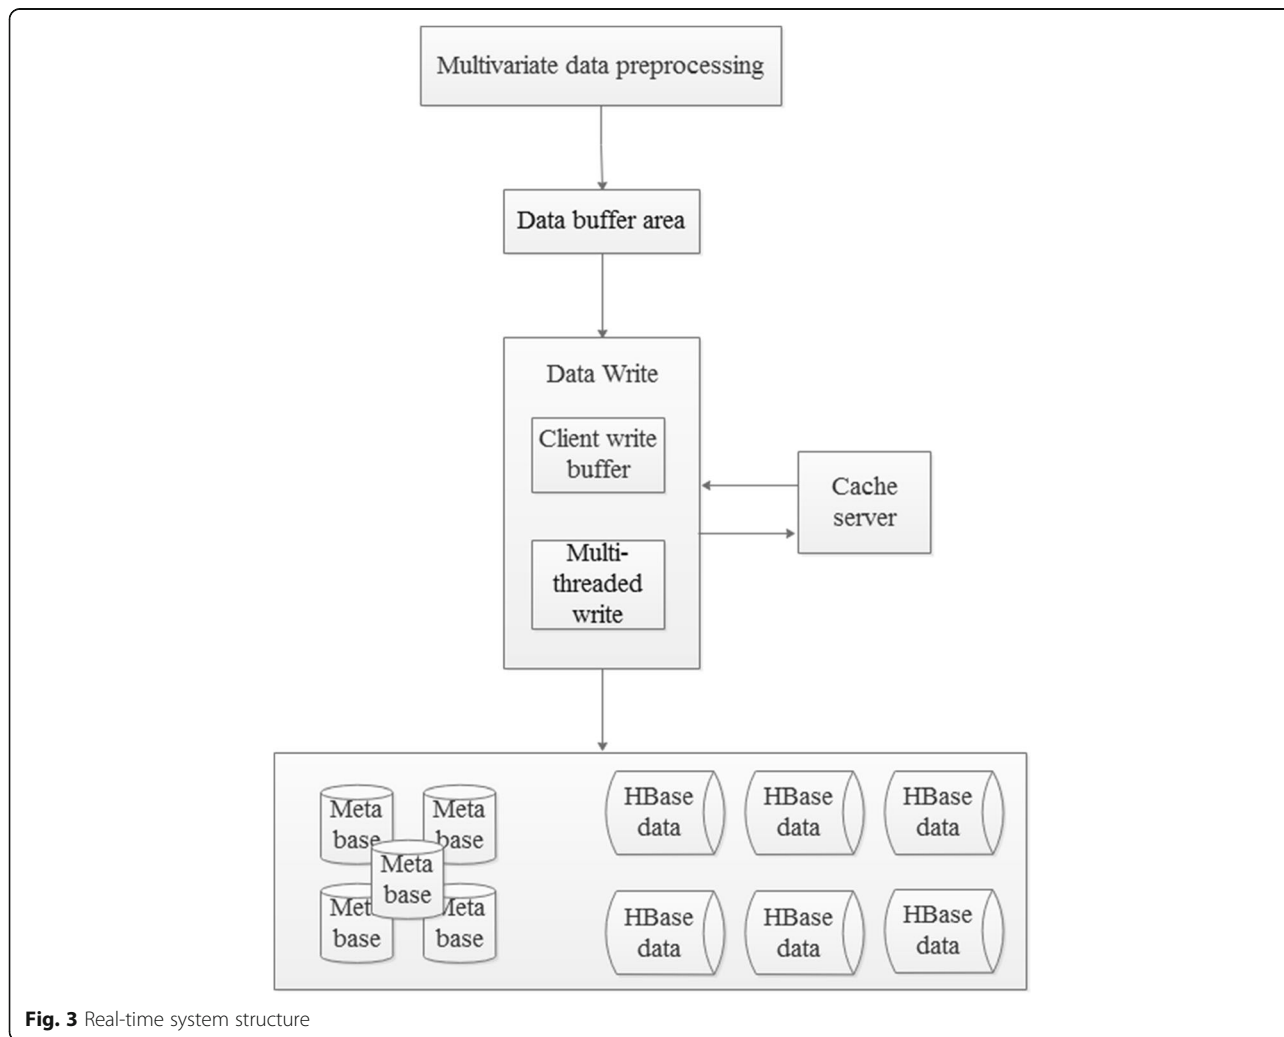 Multivariate data preprocessing
Data buffer area
Data Write
Client write
buffer
Multi-
threaded
write
Cache
server
Meta
base
Meta
base
Meta
base
Meta
base
Meta
base
HBase
data
HBase
data
HBase
data
HBase
data
HBase
data
HBase
data
Fig. 3 Real-time system structure